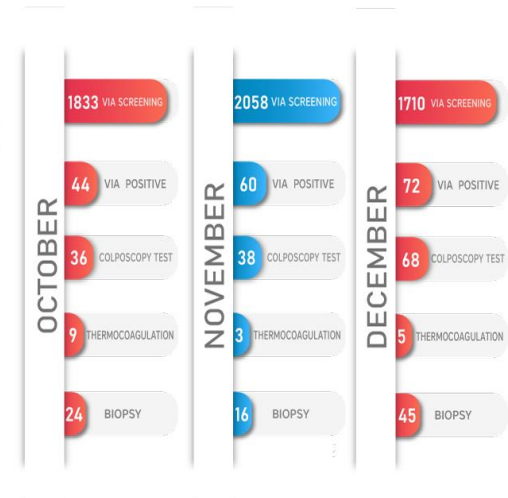 OCTOBER
1833 VIA SCREENING
44 VIA POSITIVE
36 COLPOSCOPY TEST
9 THERMOCOAGULATION
24 BIOPSY
NOVEMBER
2058 VIA SCREENING
60 VIA POSITIVE
38 COLPOSCOPY TEST
3 THERMOCOAGULATION
16 BIOPSY
DECEMBER
1710 VIA SCREENING
72 VIA POSITIVE
68 COLPOSCOPY TEST
5 THERMOCOAGULATION
45 BIOPSY